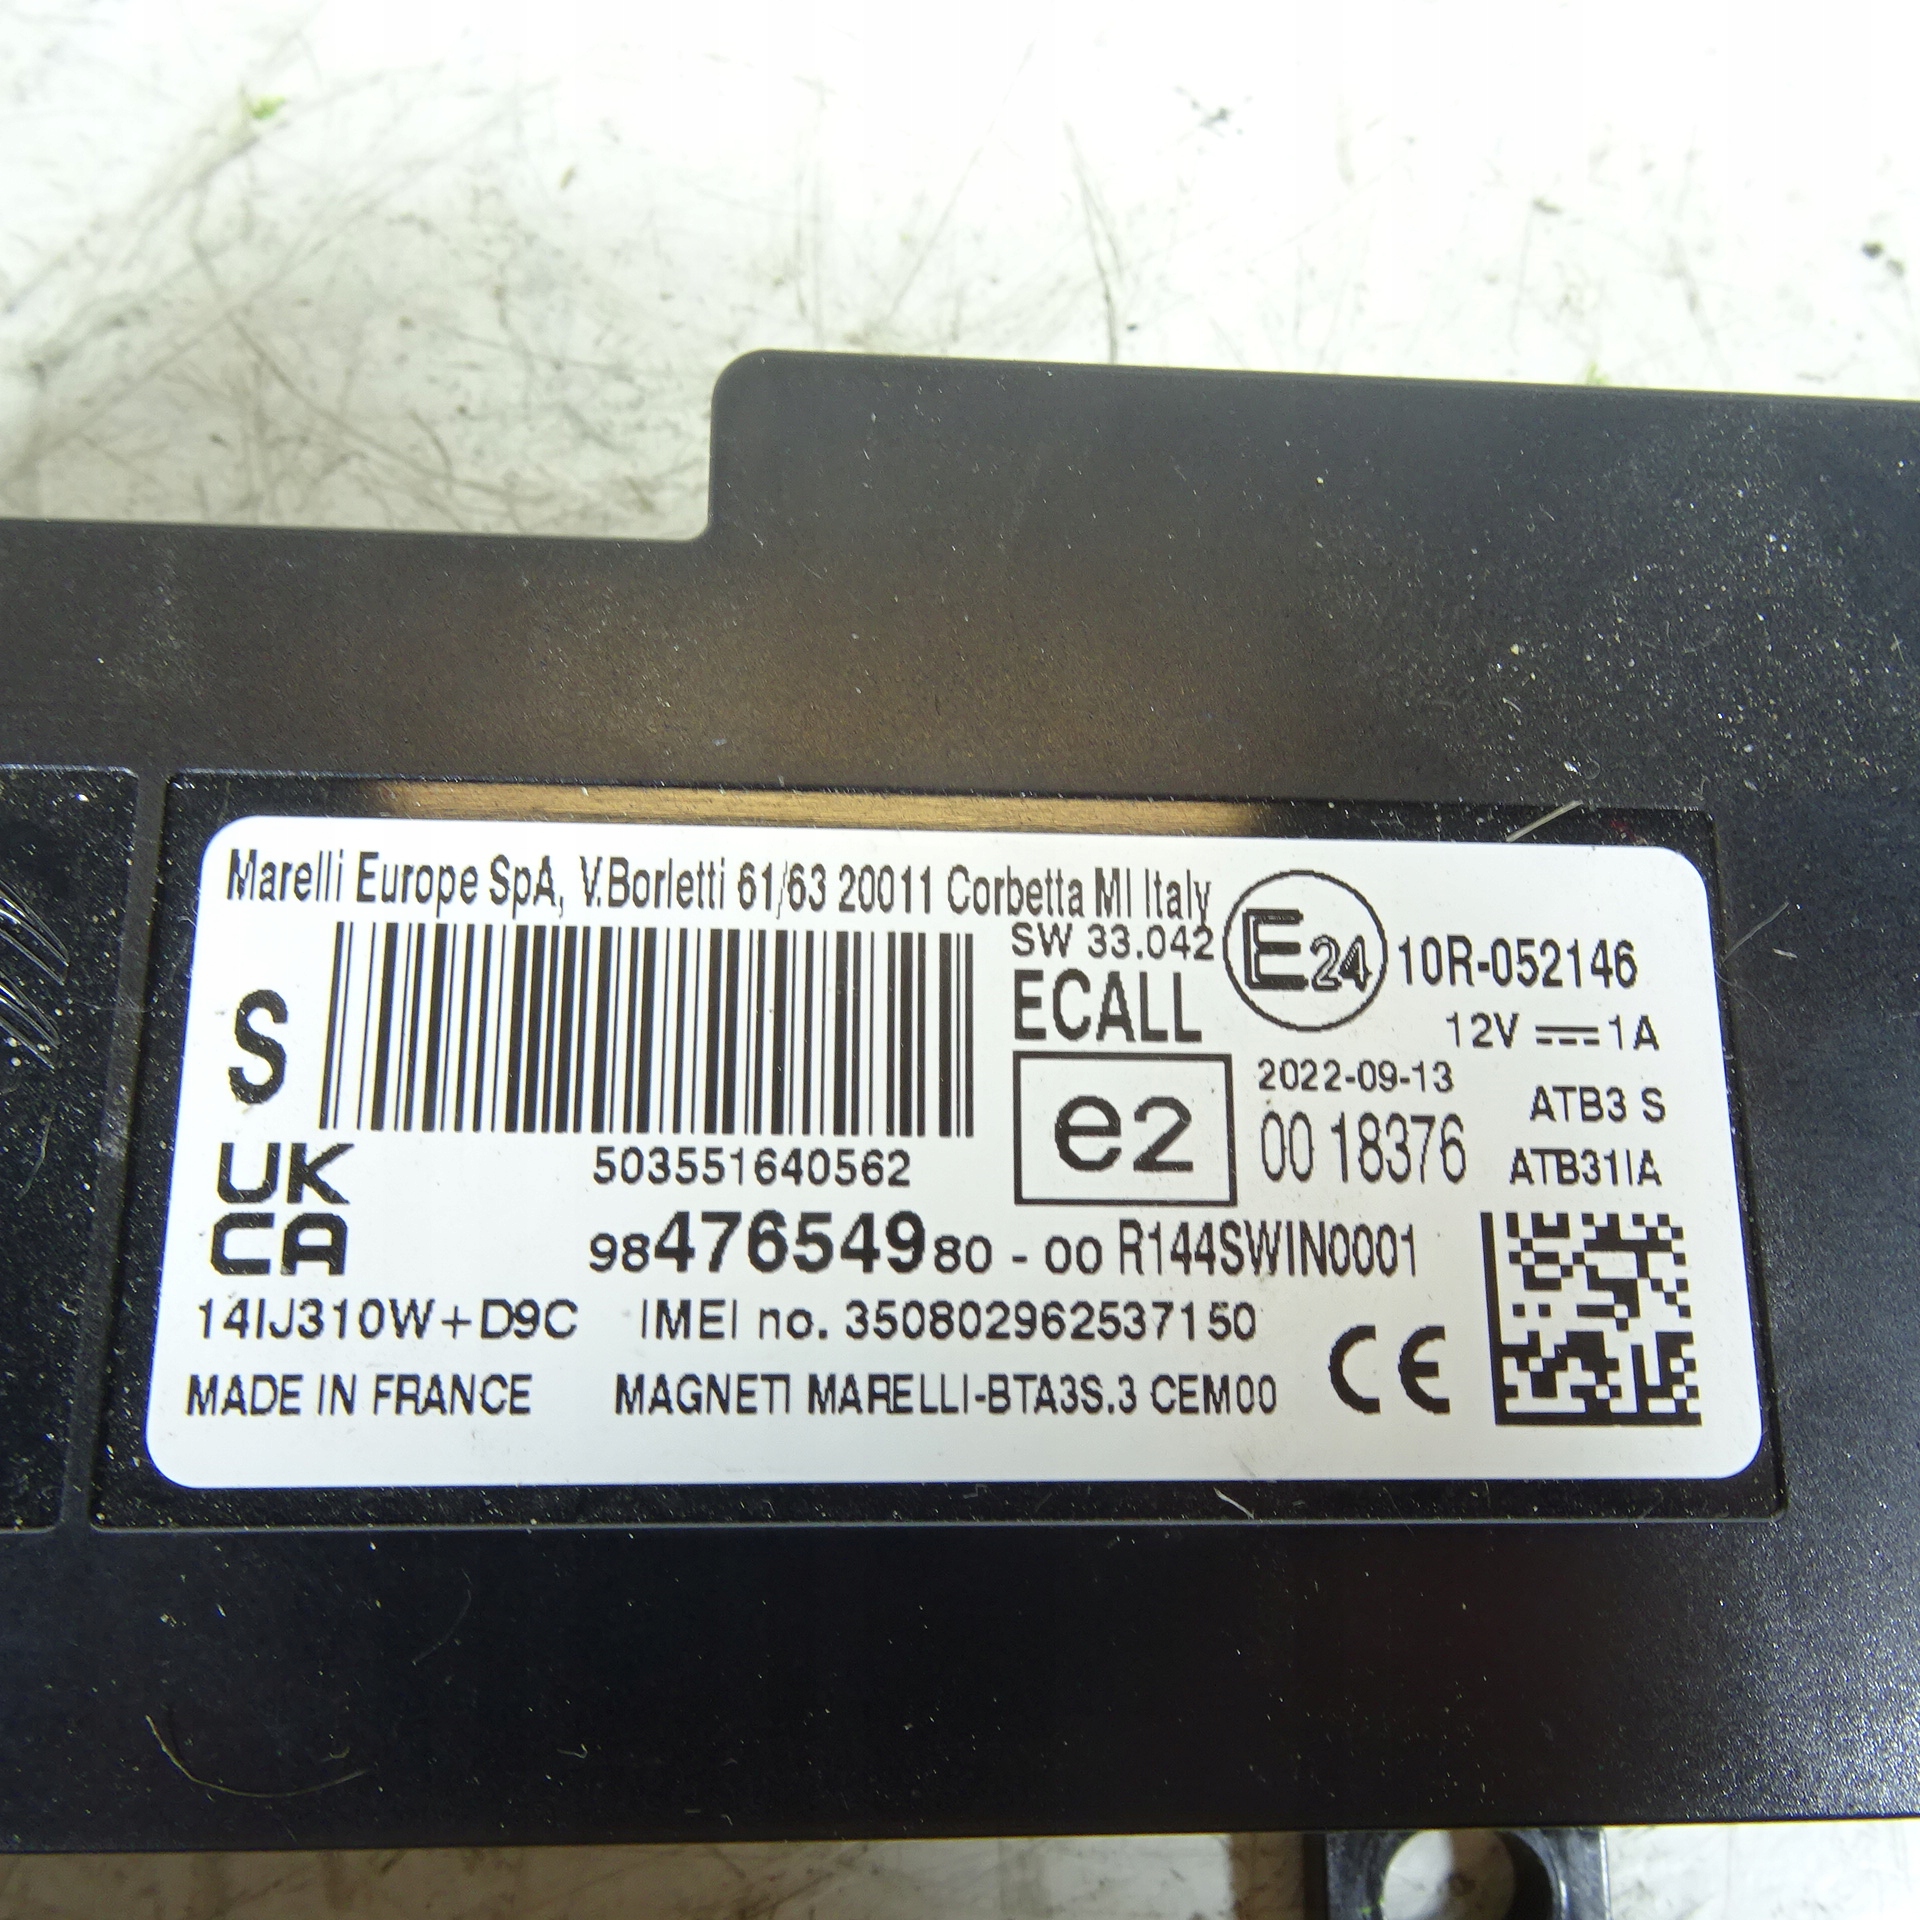 Marelli Europe SpA, V.Borletti 61/63 20011 Corbetta MI Italy
SW 33.042
E24 10R-052146
ECALL
12V ⎓ 1A
S
e2
2022-09-13
ATB3 S
00 18376
ATB31IA
UK
CA
503551640562
9847654980 - 00 R144SWIN0001
14IJ310W+D9C IMEI no. 350802962537150
CE
MADE IN FRANCE MAGNETI MARELLI-BTA3S.3 CEM00